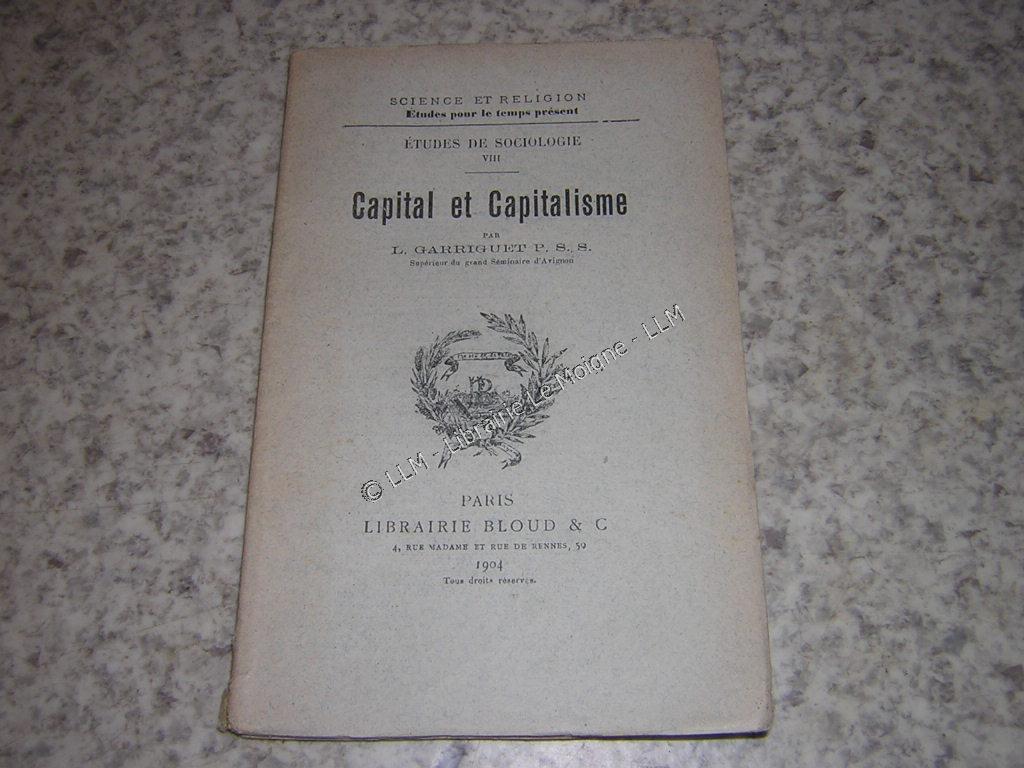 SCIENCE ET RELIGION
Études pour le temps présent
ÉTUDES DE SOCIOLOGIE
VIII
Capital et Capitalisme
PAR
L. GARRIGUET P. S. S.
Supérieur du grand Séminaire d'Avignon
© LLM - Librairie Le Moigne - LLM
PARIS
LIBRAIRIE BLOUD & C
4, RUE MADAME ET RUE DE RENNES, 59
1904
Tous droits réservés.